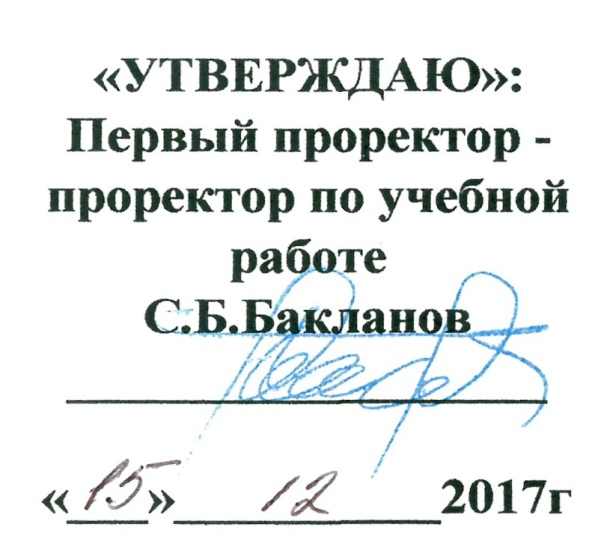 «УТВЕРЖДАЮ»:
Первый проректор -
проректор по учебной
работе
С.Б.Бакланов
«15» 12 2017г